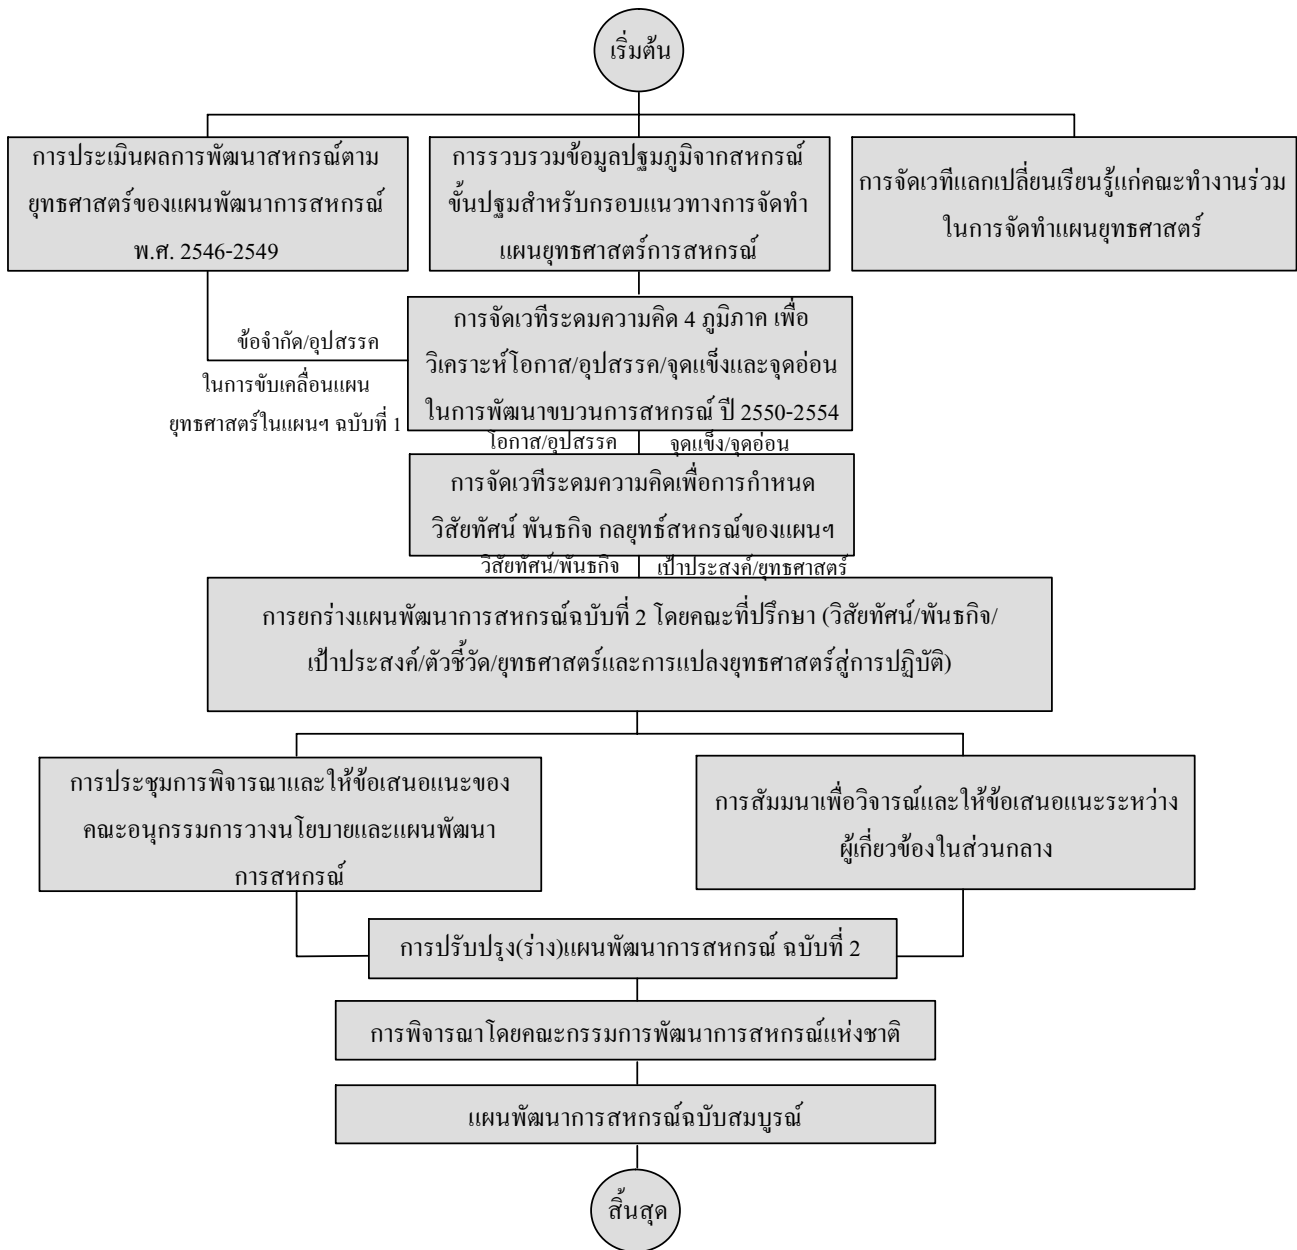 เริ่มต้น
การประเมินผลการพัฒนาสหกรณ์ตาม
ยุทธศาสตร์ของแผนพัฒนาการสหกรณ์
พ.ศ. 2546-2549
การรวบรวมข้อมูลปฐมภูมิจากสหกรณ์
ขั้นปฐมสำหรับกรอบแนวทางการจัดทำ
แผนยุทธศาสตร์การสหกรณ์
การจัดเวทีแลกเปลี่ยนเรียนรู้แก่คณะทำงานร่วม
ในการจัดทำแผนยุทธศาสตร์
ข้อจำกัด/อุปสรรค
ในการขับเคลื่อนแผน
ยุทธศาสตร์ในแผนฯ ฉบับที่ 1
การจัดเวทีระดมความคิด 4 ภูมิภาค เพื่อ
วิเคราะห์โอกาส/อุปสรรค/จุดแข็งและจุดอ่อน
ในการพัฒนาขบวนการสหกรณ์ ปี 2550-2554
โอกาส/อุปสรรค จุดแข็ง/จุดอ่อน
การจัดเวทีระดมความคิดเพื่อการกำหนด
วิสัยทัศน์ พันธกิจ กลยุทธ์สหกรณ์ของแผนฯ
วิสัยทัศน์/พันธกิจ เป้าประสงค์/ยุทธศาสตร์
การยกร่างแผนพัฒนาการสหกรณ์ฉบับที่ 2 โดยคณะที่ปรึกษา (วิสัยทัศน์/พันธกิจ/
เป้าประสงค์/ตัวชี้วัด/ยุทธศาสตร์และการแปลงยุทธศาสตร์สู่การปฏิบัติ)
การประชุมการพิจารณาและให้ข้อเสนอแนะของ
คณะอนุกรรมการวางนโยบายและแผนพัฒนา
การสหกรณ์
การสัมมนาเพื่อวิจารณ์และให้ข้อเสนอแนะระหว่าง
ผู้เกี่ยวข้องในส่วนกลาง
การปรับปรุง(ร่าง)แผนพัฒนาการสหกรณ์ ฉบับที่ 2
การพิจารณาโดยคณะกรรมการพัฒนาการสหกรณ์แห่งชาติ
แผนพัฒนาการสหกรณ์ฉบับสมบูรณ์
สิ้นสุด